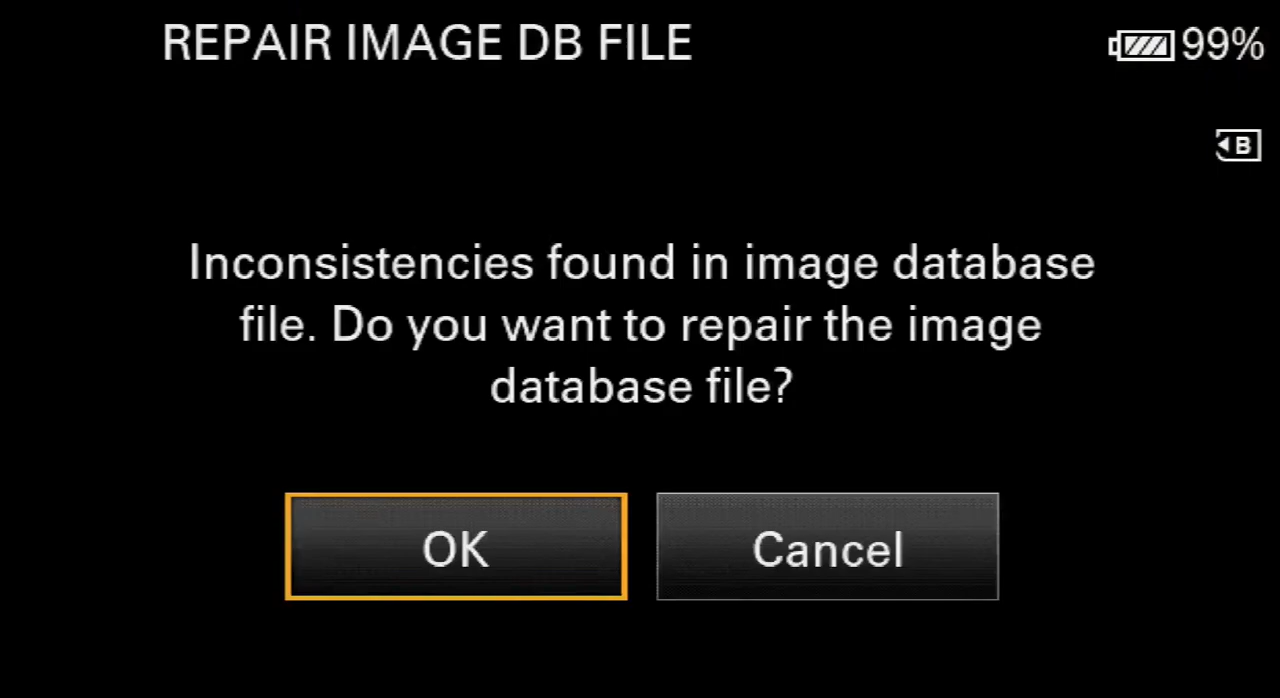 REPAIR IMAGE DB FILE
99%
B
Inconsistencies found in image database
file. Do you want to repair the image
database file?
OK
Cancel